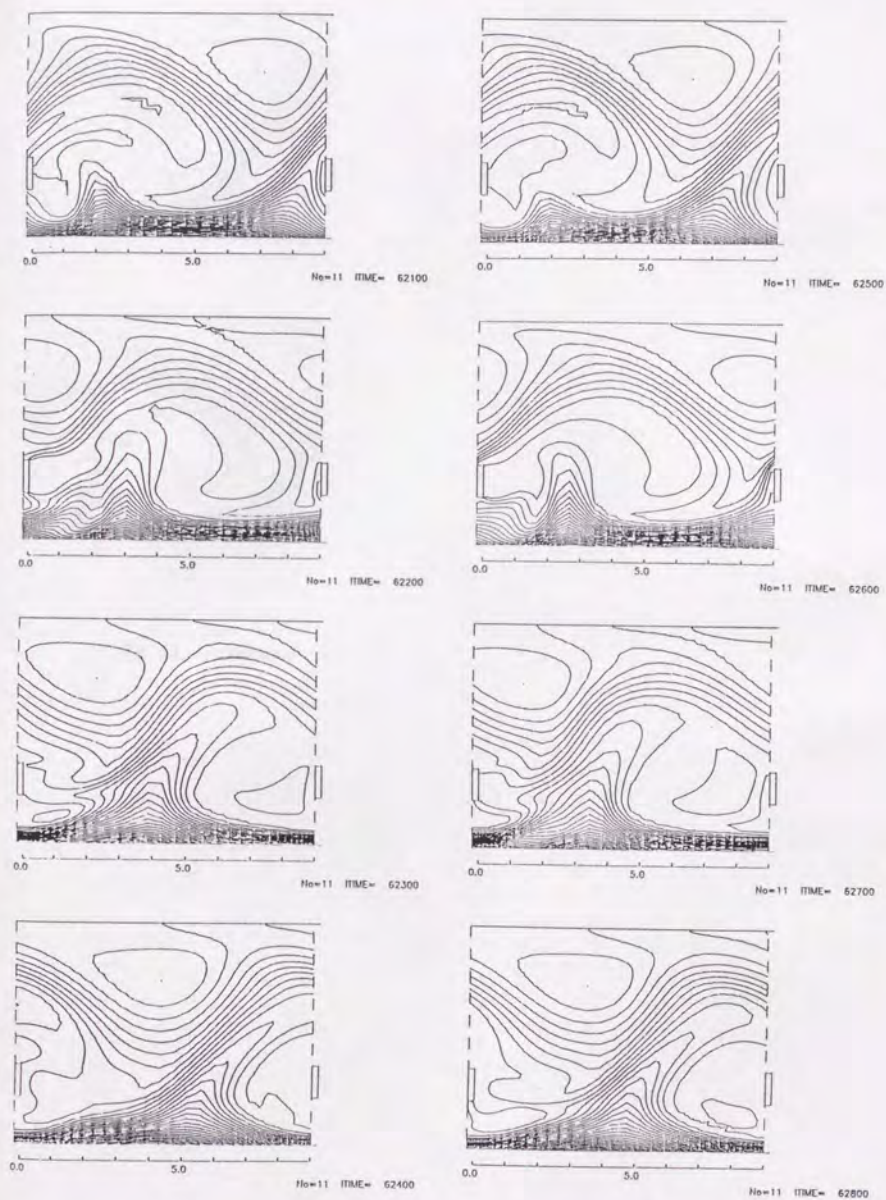 0.0 5.0
No=11 ITIME= 62100
0.0 5.0
No=11 ITIME= 62500
0.0 5.0
No=11 ITIME= 62200
0.0 5.0
No=11 ITIME= 62600
0.0 5.0
No=11 ITIME= 62300
0.0 5.0
No=11 ITIME= 62700
0.0 5.0
No=11 ITIME= 62400
0.0 5.0
No=11 ITIME= 62800